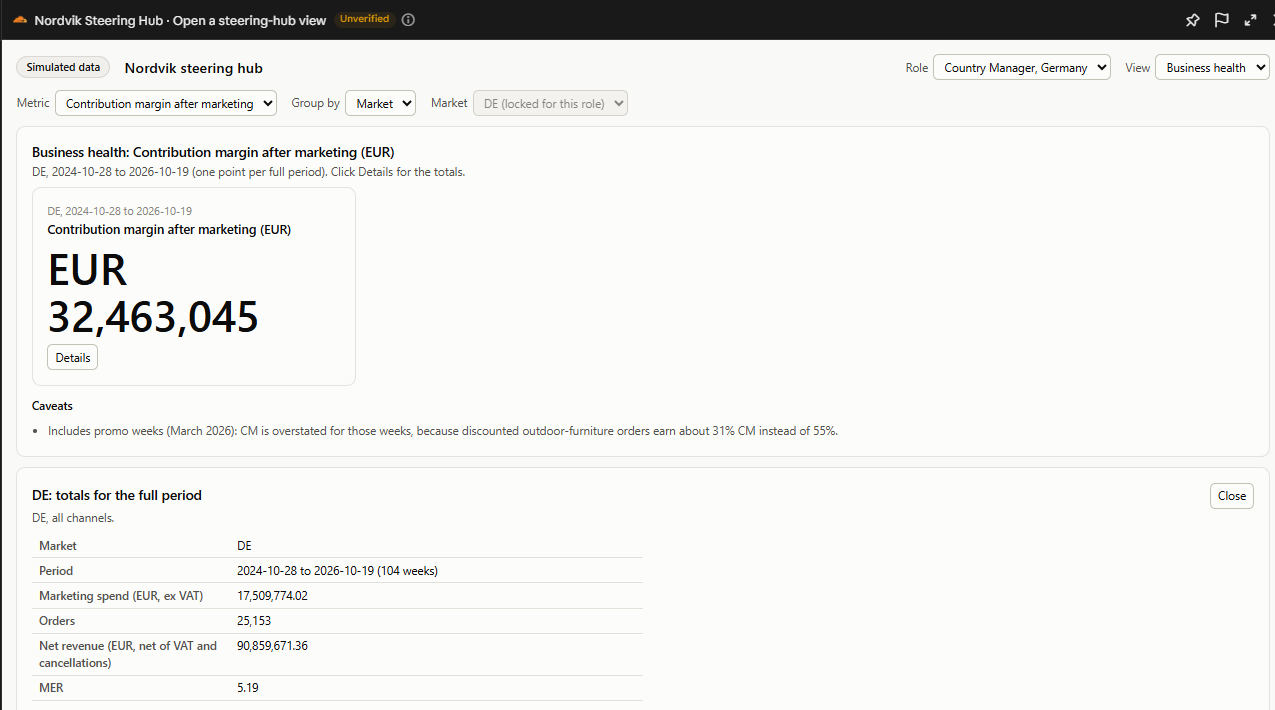 Nordvik Steering Hub · Open a steering-hub view Unverified
Simulated data Nordvik steering hub Role Country Manager, Germany View Business health
Metric Contribution margin after marketing Group by Market Market DE (locked for this role)
Business health: Contribution margin after marketing (EUR)
DE, 2024-10-28 to 2026-10-19 (one point per full period). Click Details for the totals.
DE, 2024-10-28 to 2026-10-19
Contribution margin after marketing (EUR)
EUR
32,463,045
Details
Caveats
• Includes promo weeks (March 2026): CM is overstated for those weeks, because discounted outdoor-furniture orders earn about 31% CM instead of 55%.
DE: totals for the full period Close
DE, all channels.
Market DE
Period 2024-10-28 to 2026-10-19 (104 weeks)
Marketing spend (EUR, ex VAT) 17,509,774.02
Orders 25,153
Net revenue (EUR, net of VAT and 90,859,671.36
cancellations)
MER 5.19